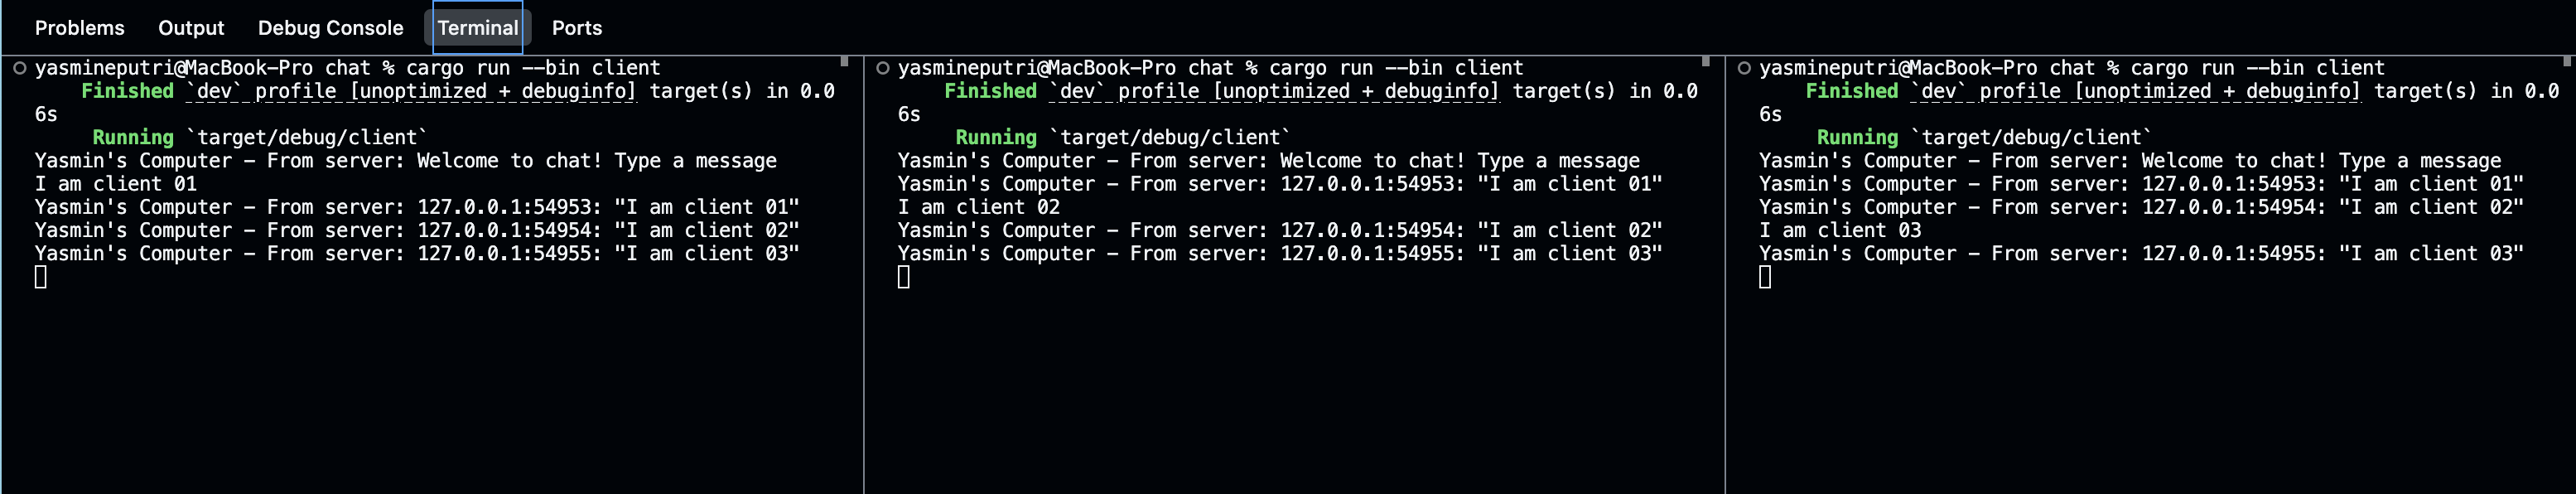 Problems Output Debug Console Terminal Ports
yasmineputri@MacBook-Pro chat % cargo run --bin client
Finished `dev` profile [unoptimized + debuginfo] target(s) in 0.0
6s
Running `target/debug/client`
Yasmin's Computer - From server: Welcome to chat! Type a message
I am client 01
Yasmin's Computer - From server: 127.0.0.1:54953: "I am client 01"
Yasmin's Computer - From server: 127.0.0.1:54954: "I am client 02"
Yasmin's Computer - From server: 127.0.0.1:54955: "I am client 03"
yasmineputri@MacBook-Pro chat % cargo run --bin client
Finished `dev` profile [unoptimized + debuginfo] target(s) in 0.0
6s
Running `target/debug/client`
Yasmin's Computer - From server: Welcome to chat! Type a message
Yasmin's Computer - From server: 127.0.0.1:54953: "I am client 01"
I am client 02
Yasmin's Computer - From server: 127.0.0.1:54954: "I am client 02"
Yasmin's Computer - From server: 127.0.0.1:54955: "I am client 03"
yasmineputri@MacBook-Pro chat % cargo run --bin client
Finished `dev` profile [unoptimized + debuginfo] target(s) in 0.0
6s
Running `target/debug/client`
Yasmin's Computer - From server: Welcome to chat! Type a message
Yasmin's Computer - From server: 127.0.0.1:54953: "I am client 01"
Yasmin's Computer - From server: 127.0.0.1:54954: "I am client 02"
I am client 03
Yasmin's Computer - From server: 127.0.0.1:54955: "I am client 03"